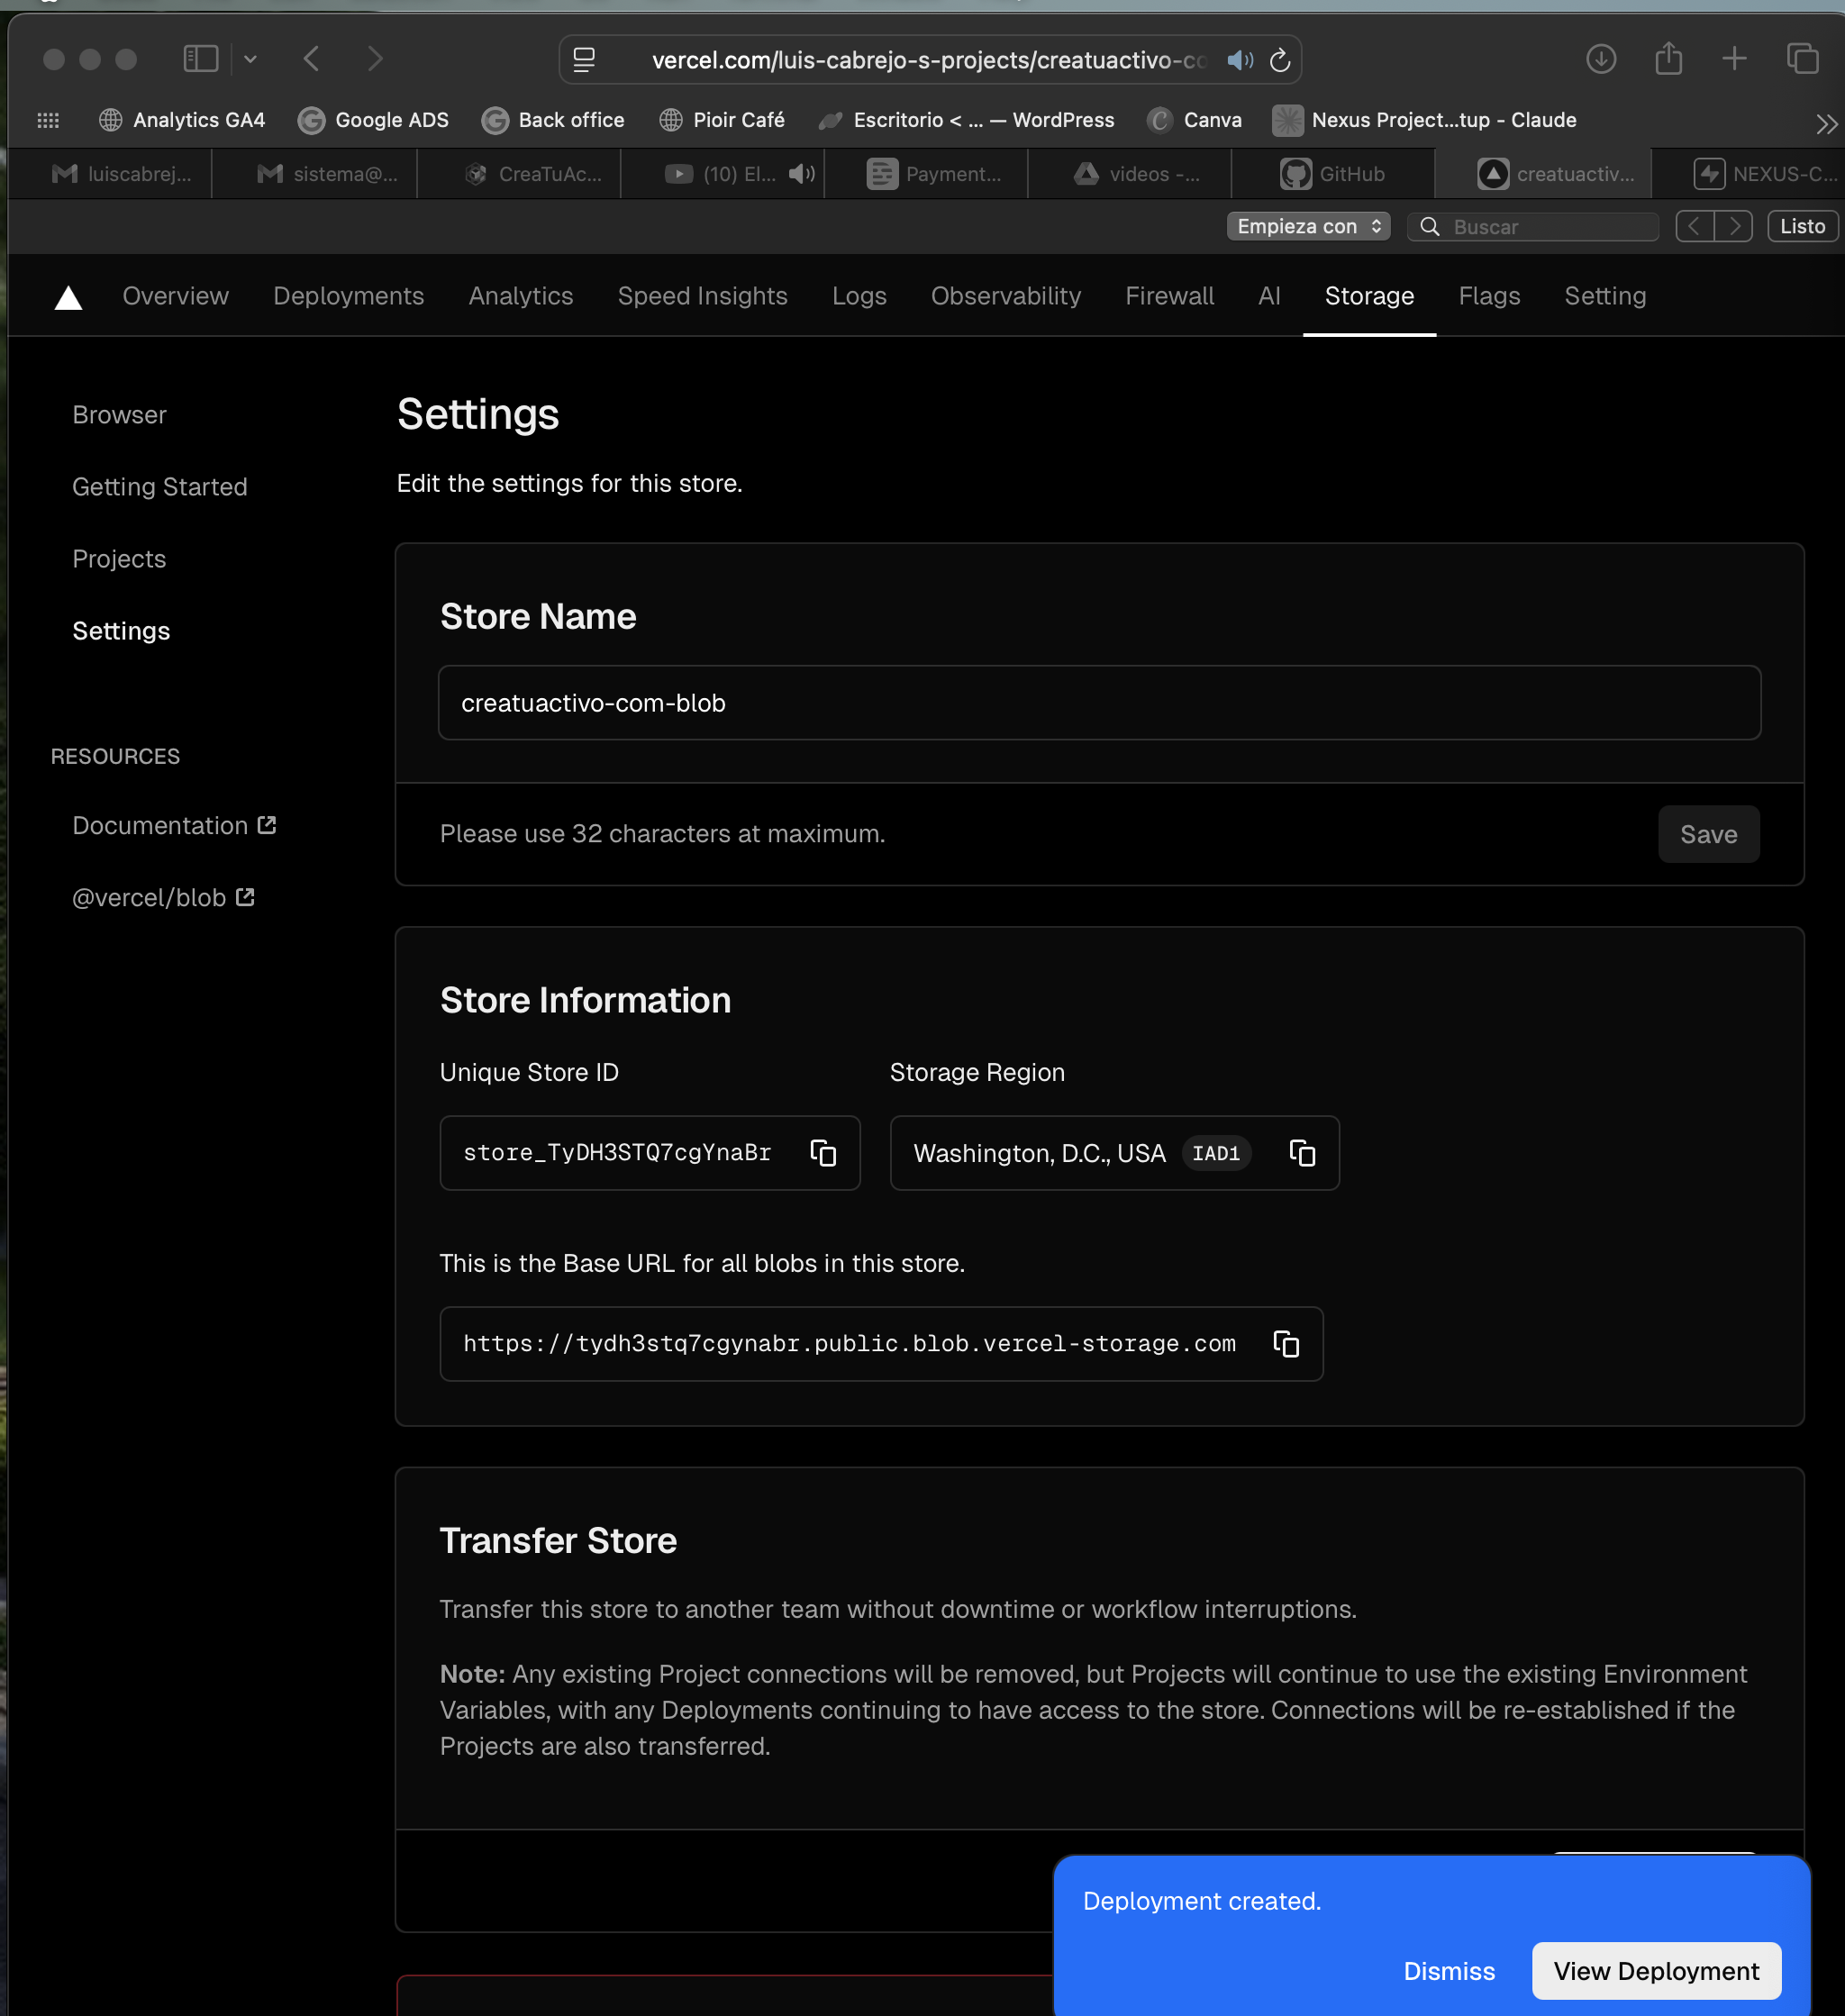 vercel.com/luis-cabrejo-s-projects/creatuactivo-co
Analytics GA4
Google ADS
Back office
Pioir Café
Escritorio < ... — WordPress
Canva
Nexus Project...tup - Claude
luiscabrej...
sistema@...
CreaTuAc...
(10) El...
Payment...
videos -...
GitHub
creatuactiv...
NEXUS-C...
Empieza con
Buscar
Listo
Overview
Deployments
Analytics
Speed Insights
Logs
Observability
Firewall
AI
Storage
Flags
Setting
Browser
Getting Started
Projects
Settings
RESOURCES
Documentation
@vercel/blob
Settings
Edit the settings for this store.
Store Name
creatuactivo-com-blob
Please use 32 characters at maximum.
Save
Store Information
Unique Store ID
Storage Region
store_TyDH3STQ7cgYnaBr
Washington, D.C., USA IAD1
This is the Base URL for all blobs in this store.
https://tydh3stq7cgynabr.public.blob.vercel-storage.com
Transfer Store
Transfer this store to another team without downtime or workflow interruptions.
Note: Any existing Project connections will be removed, but Projects will continue to use the existing Environment
Variables, with any Deployments continuing to have access to the store. Connections will be re-established if the
Projects are also transferred.
Deployment created.
Dismiss
View Deployment